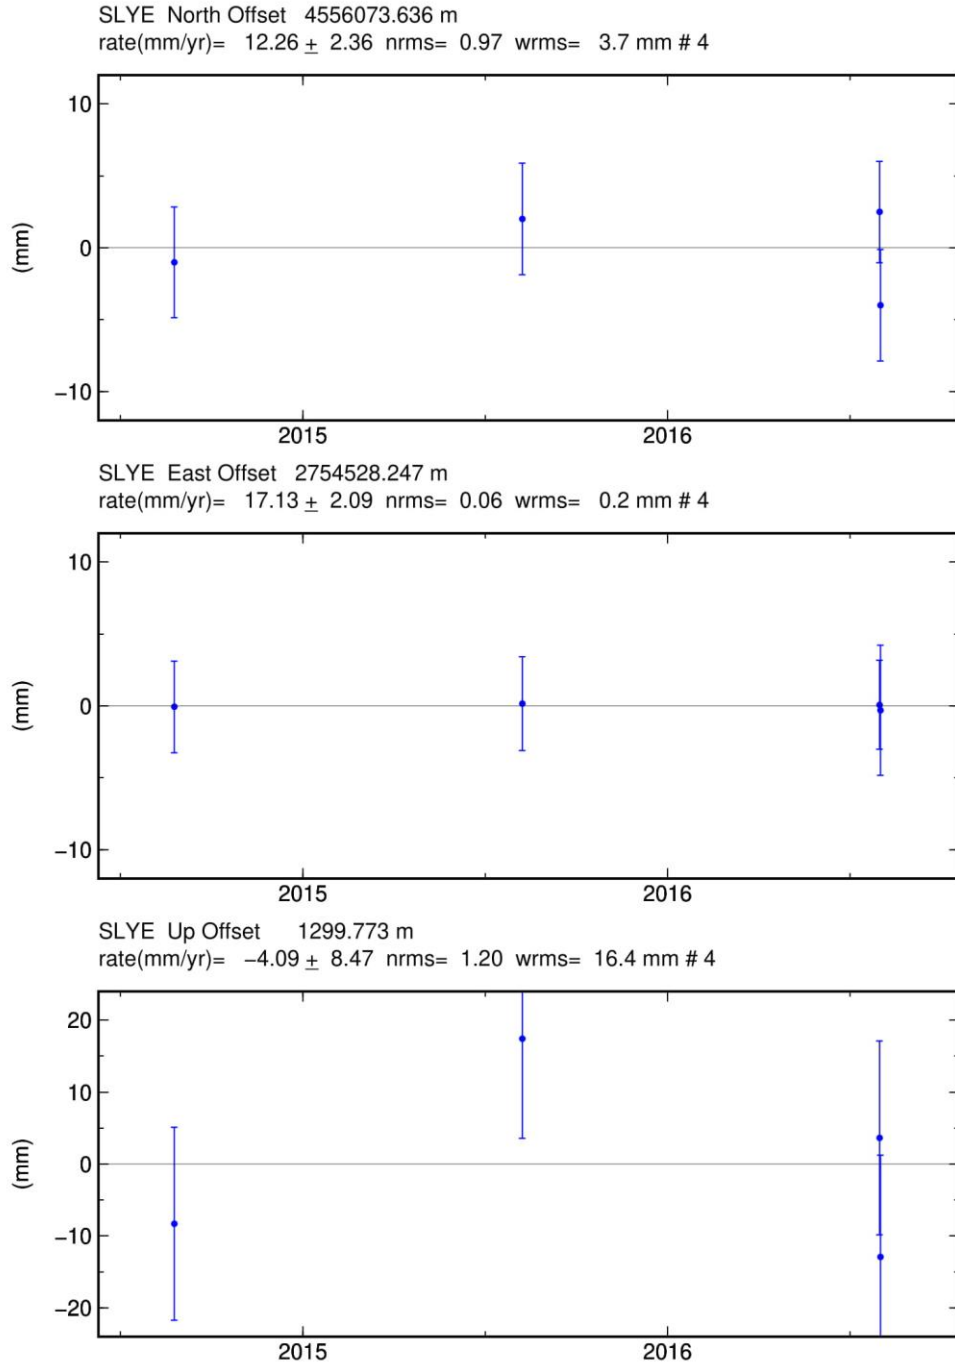 SLYE North Offset 4556073.636 m
rate(mm/yr)= 12.26 ± 2.36 nrms= 0.97 wrms= 3.7 mm # 4
10
0
−10
(mm)
2015 2016
SLYE East Offset 2754528.247 m
rate(mm/yr)= 17.13 ± 2.09 nrms= 0.06 wrms= 0.2 mm # 4
10
0
−10
(mm)
2015 2016
SLYE Up Offset 1299.773 m
rate(mm/yr)= −4.09 ± 8.47 nrms= 1.20 wrms= 16.4 mm # 4
20
10
0
−10
−20
(mm)
2015 2016